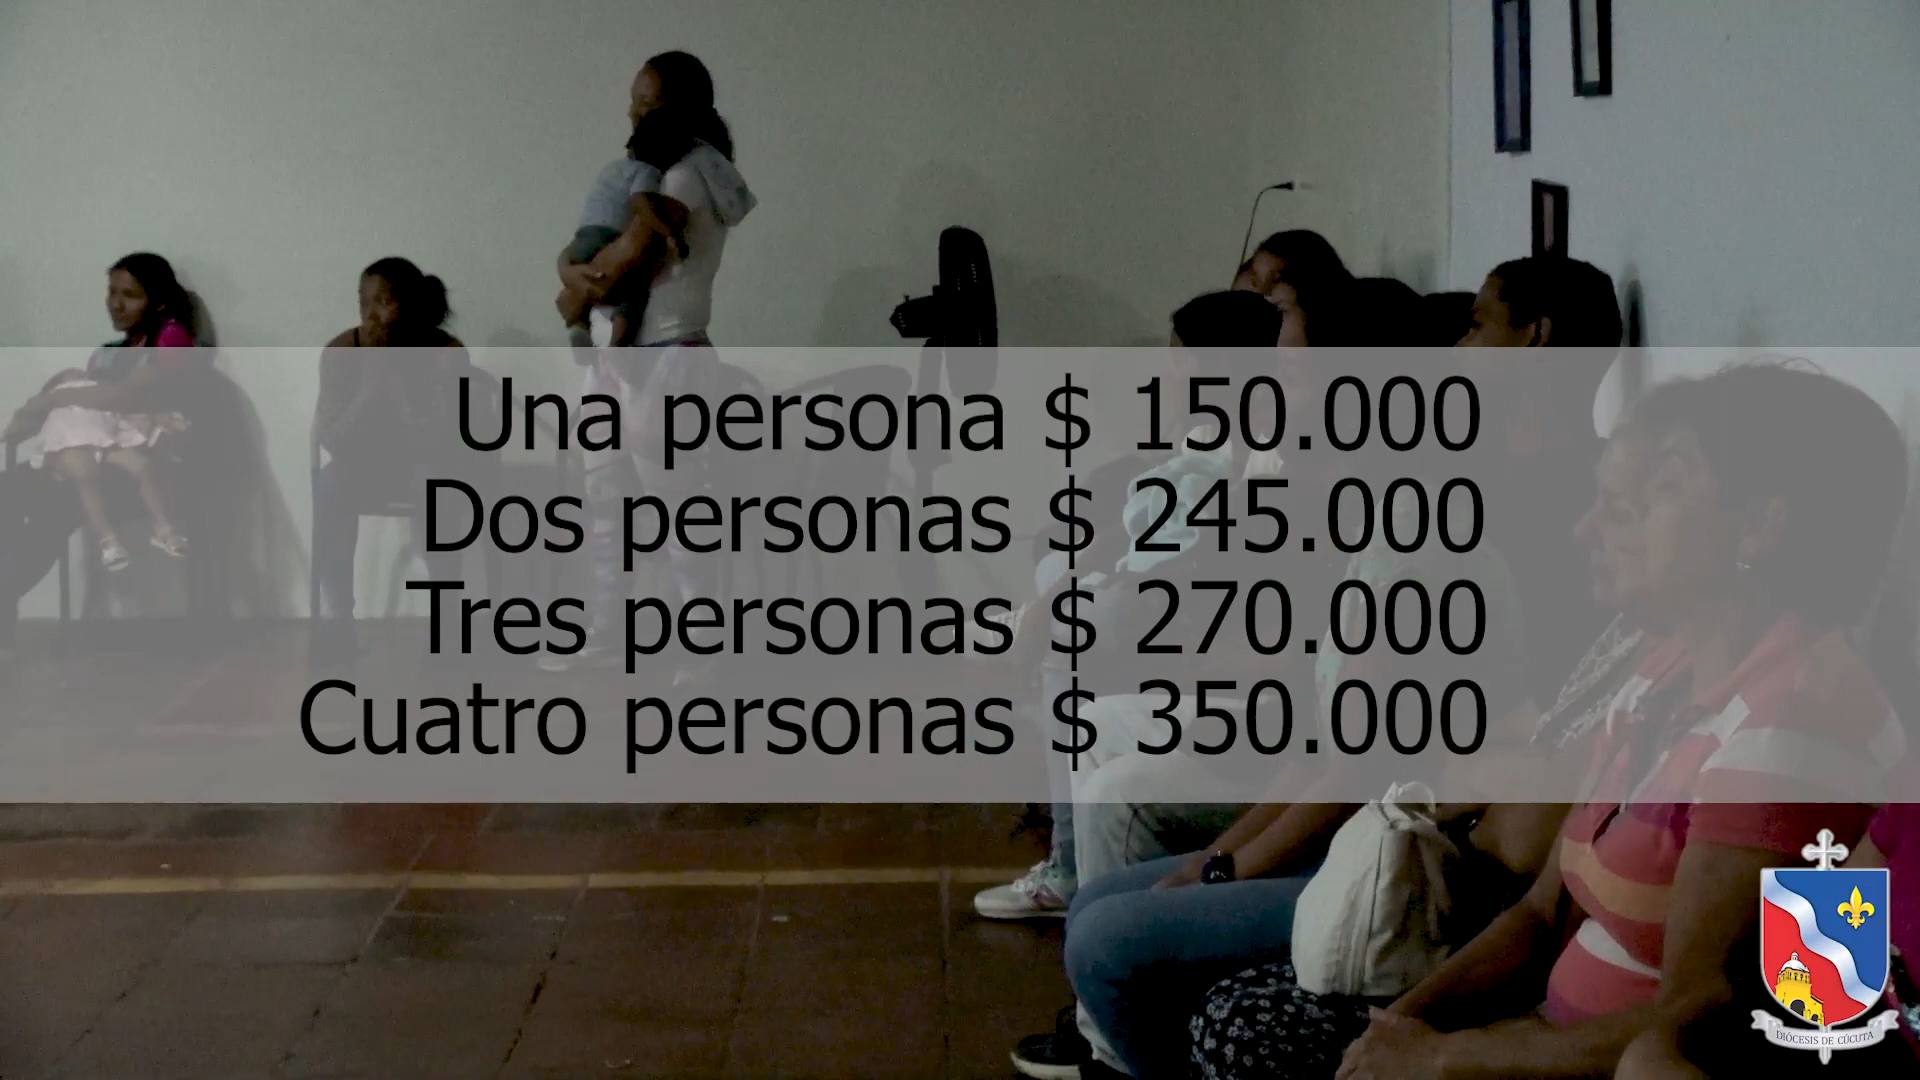 Una persona $ 150.000
Dos personas $ 245.000
Tres personas $ 270.000
Cuatro personas $ 350.000
DIÓCESIS DE CÚCUTA